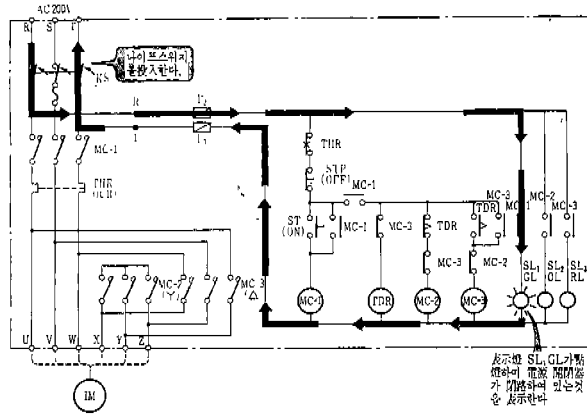 AC 200V
R S T
나이프스위치
를投入한다.
KS
R
F₂
T
F₁
MC-1
THR
(OCR)
THR
STP
(OFF)
MC-1
ST
(ON)
MC-1
MC-3
TDR
MC-3
TDR
MC-2
MC-3
MC-1
MC-2
MC-3
SL₁
GL
SL₂
OL
SL₃
RL
MC-1
TDR
MC-2
MC-3
MC-2
(Y)
MC-3
(△)
U V W X Y Z
IM
表示燈 SL₁ GL가 點
燈하여 電源 開閉器
가 閉路하여 있는것
을 表示한다